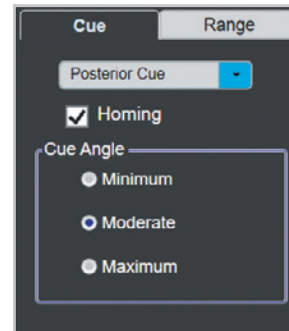 Cue Range
Posterior Cue
Homing
Cue Angle
Minimum
Moderate
Maximum